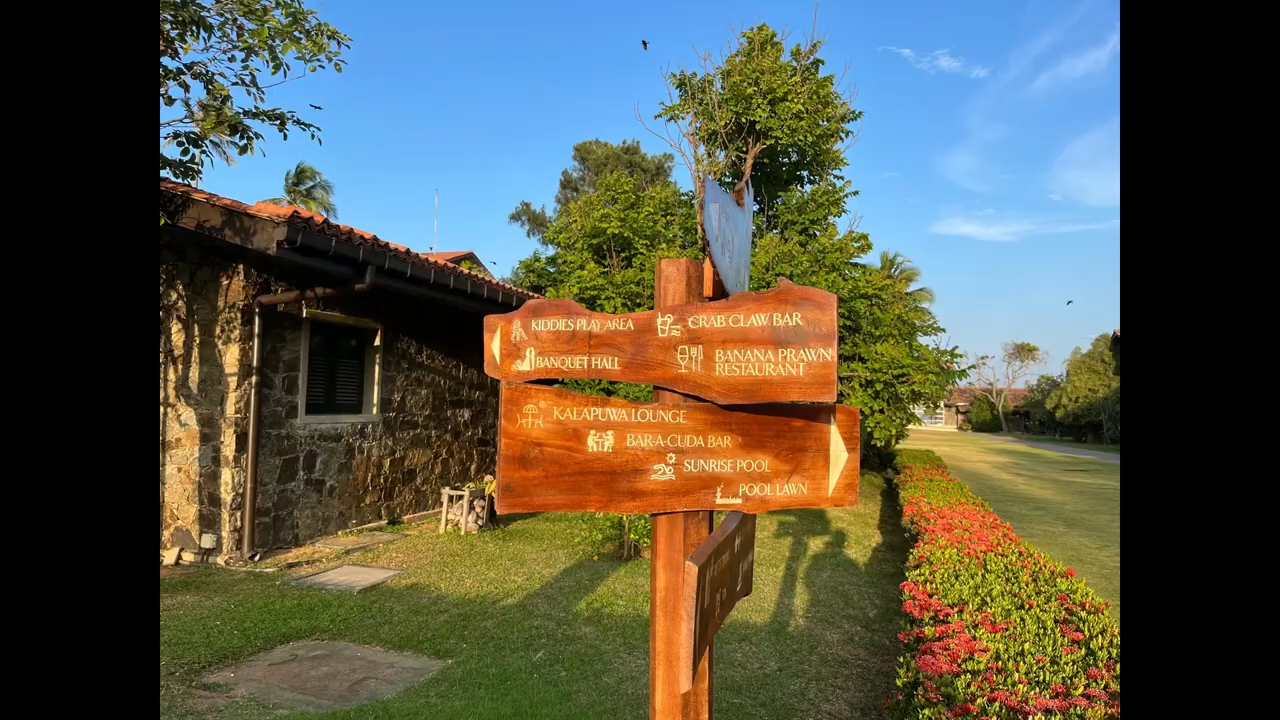 KIDDIES PLAY AREA
CRAB CLAW BAR
BANQUET HALL
BANANA PRAWN
RESTAURANT
KALAPUWA LOUNGE
BAR-A-CUDA BAR
SUNRISE POOL
POOL LAWN